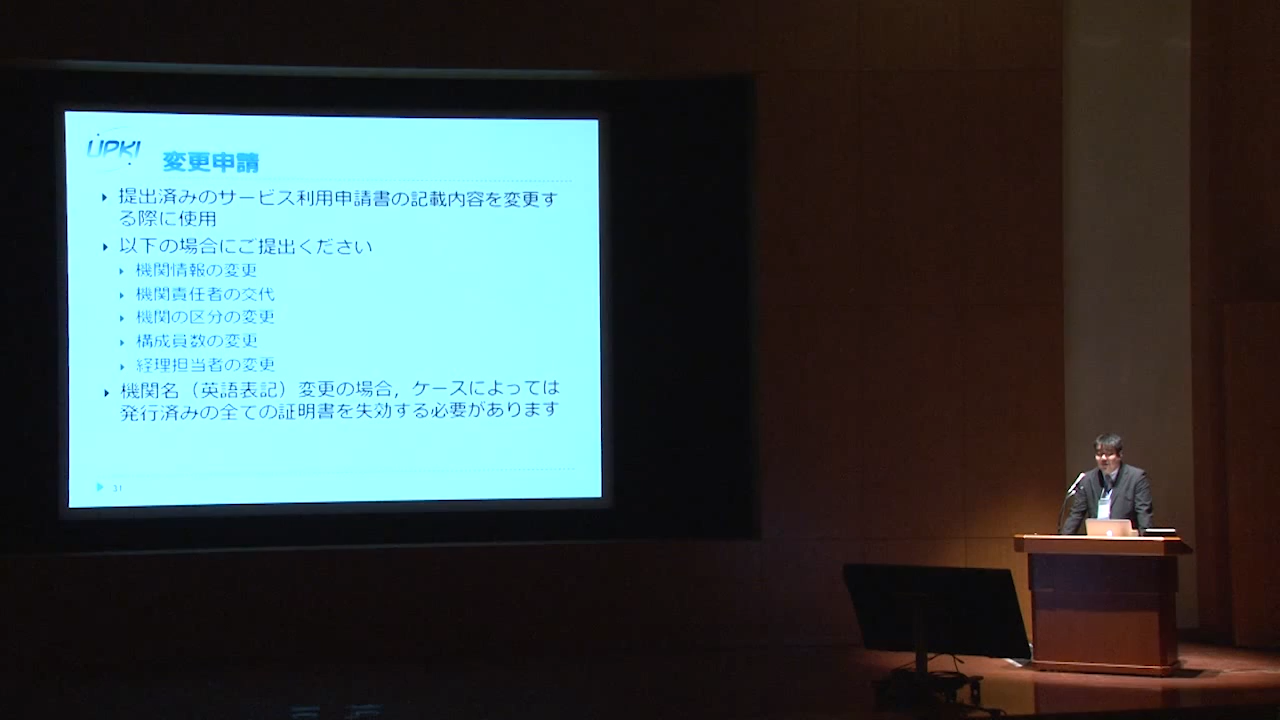 UPKI
変更申請
提出済みのサービス利用申請書の記載内容を変更す
る際に使用
以下の場合にご提出ください
機関情報の変更
機関責任者の交代
機関の区分の変更
構成員数の変更
経理担当者の変更
機関名（英語表記）変更の場合，ケースによっては
発行済みの全ての証明書を失効する必要があります
31